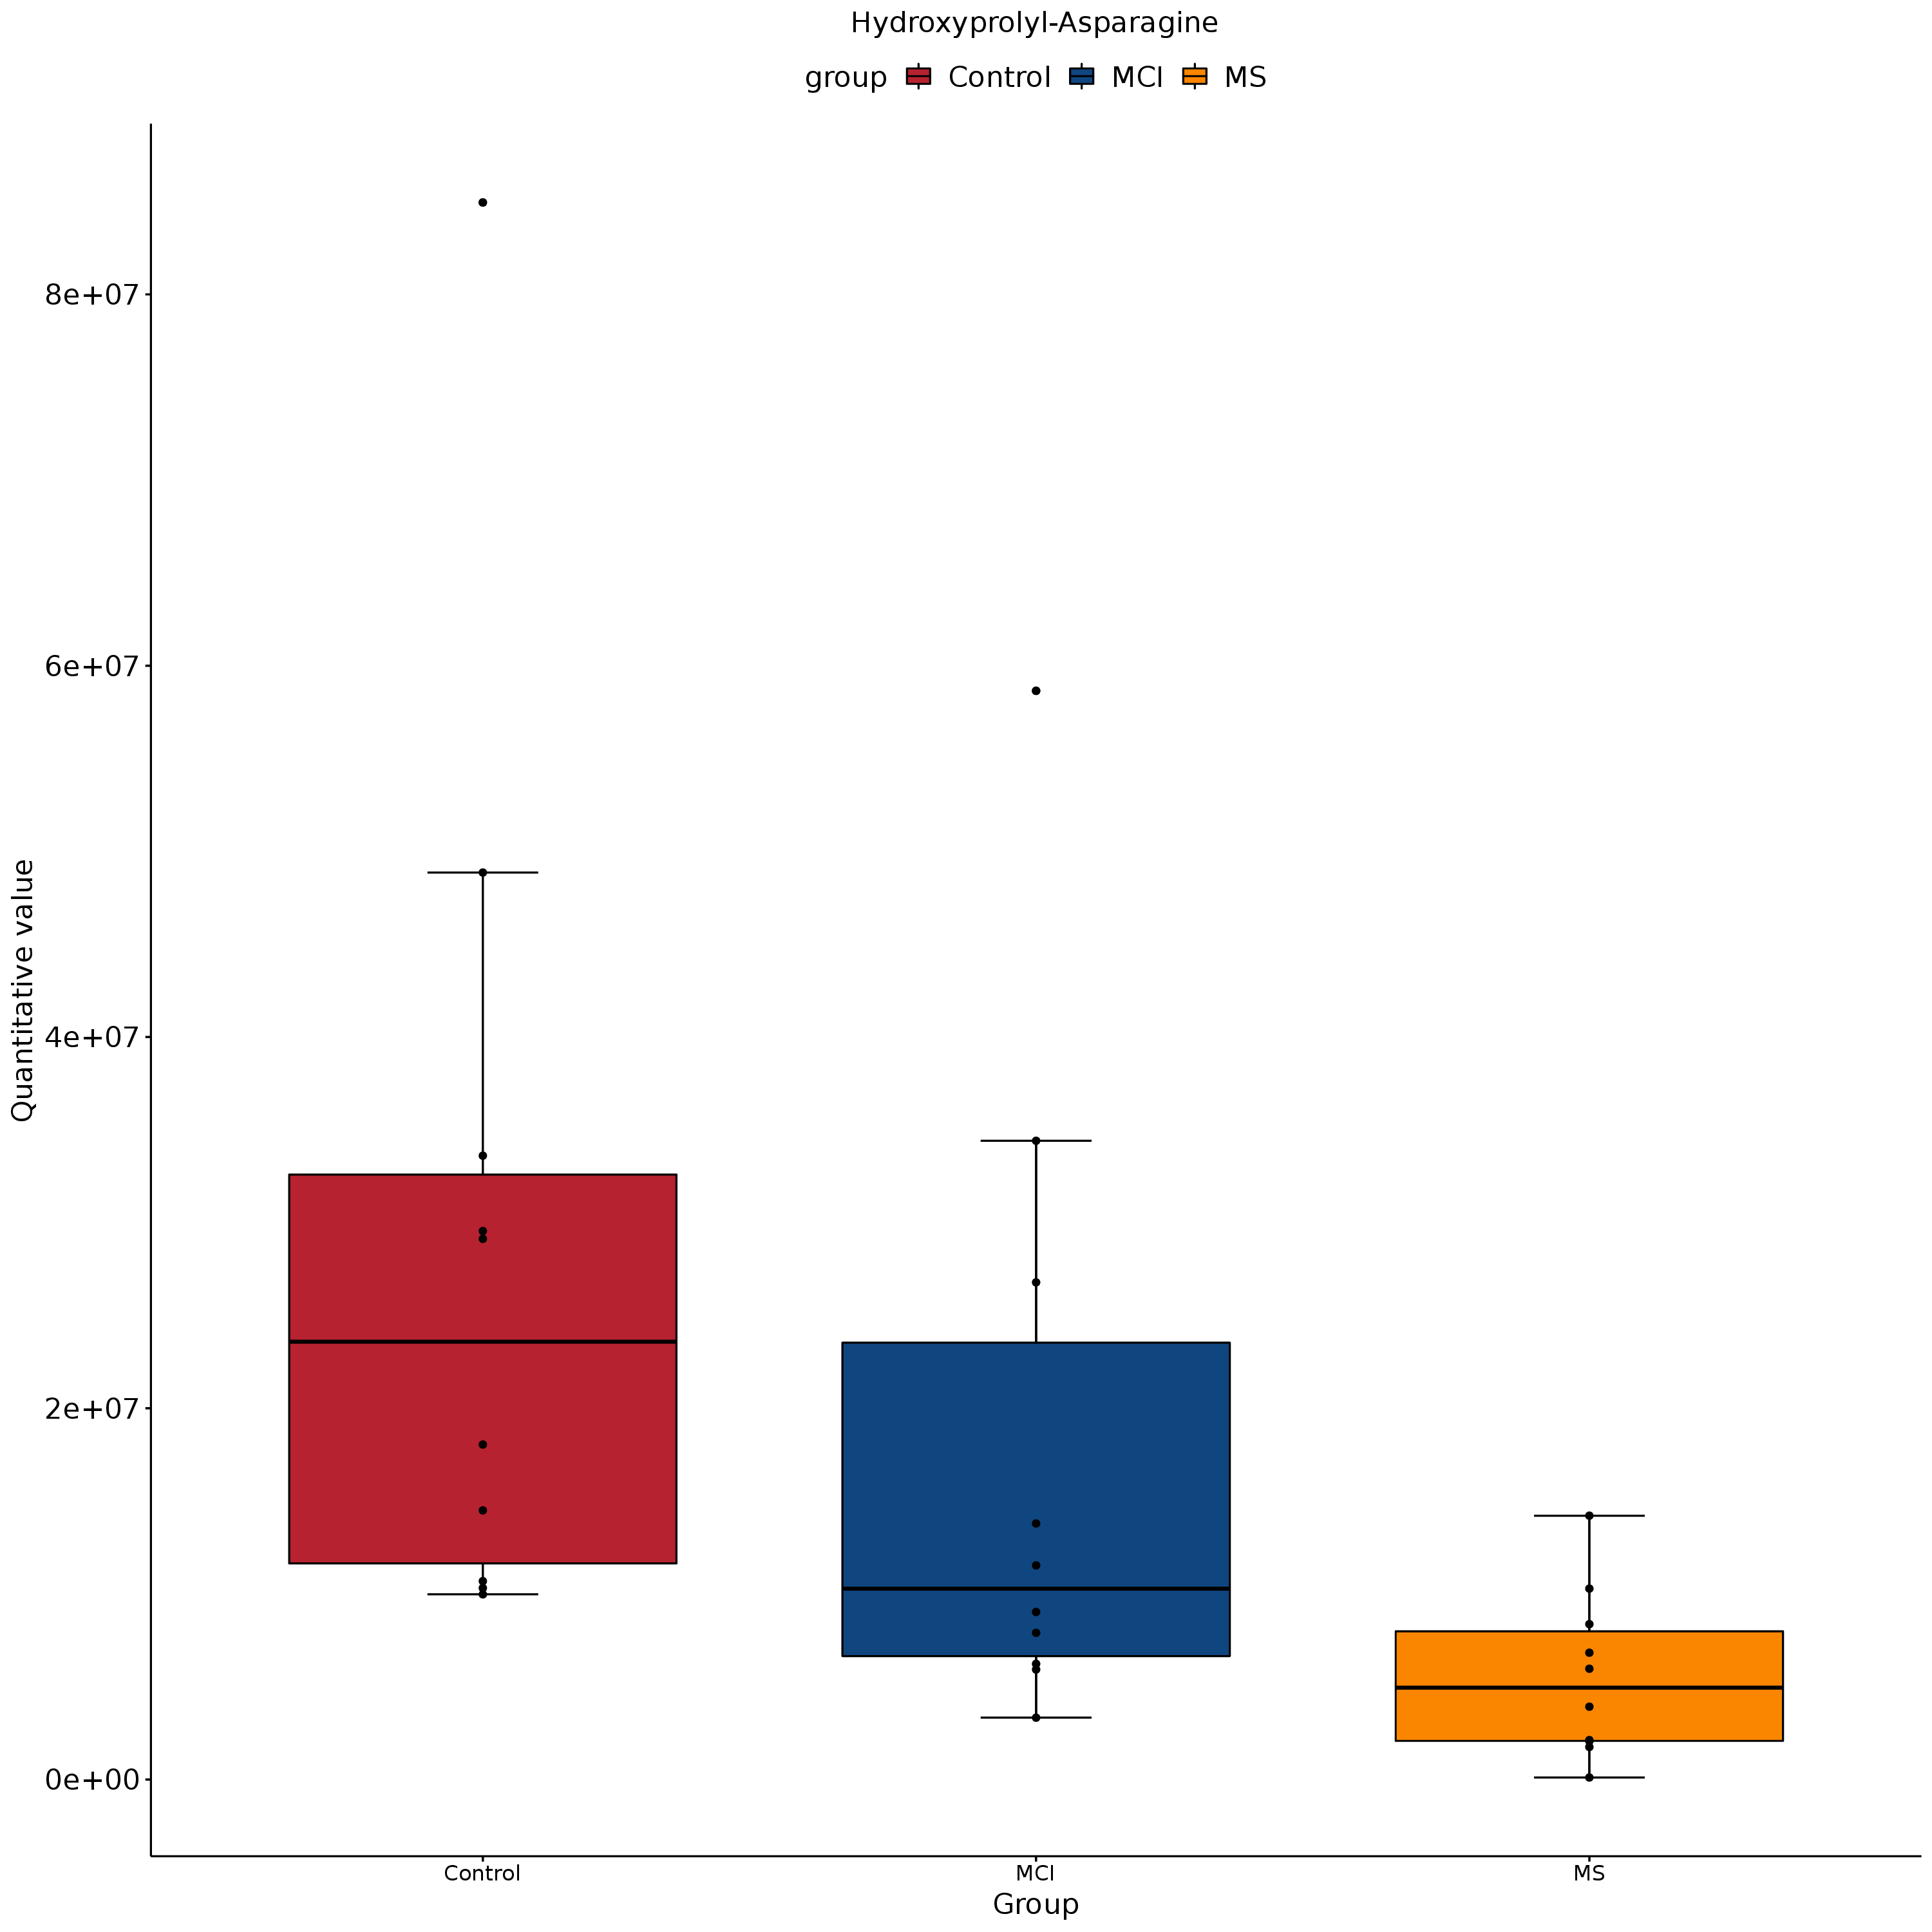 Hydroxyprolyl-Asparagine
group Control MCI MS
Quantitative value
8e+07
6e+07
4e+07
2e+07
0e+00
Control MCI MS
Group